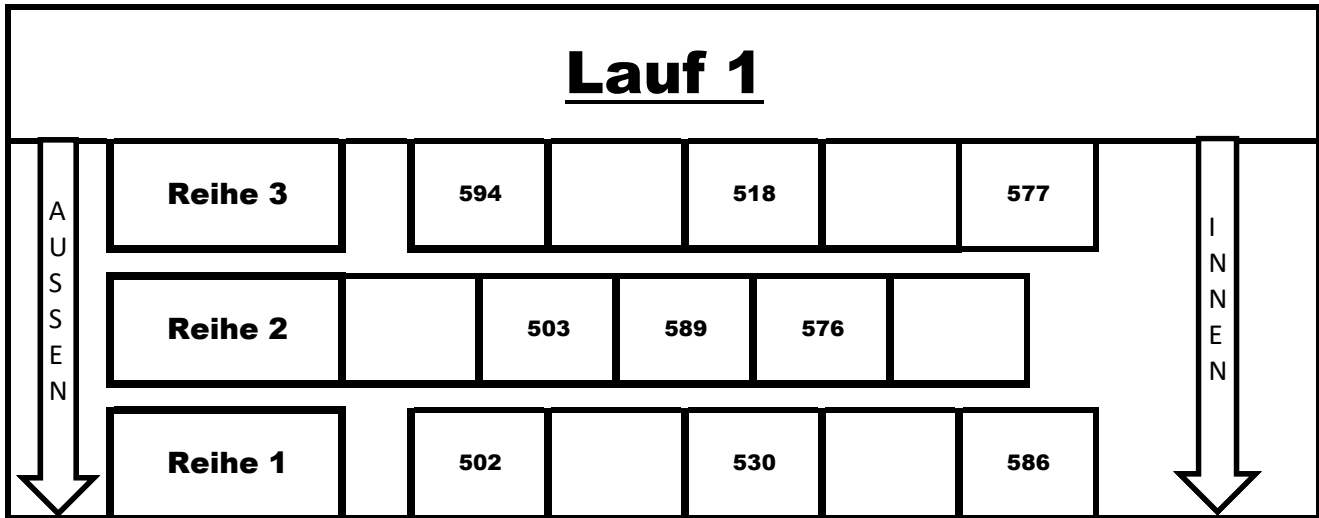 Lauf 1
Reihe 3 594 518 577
Reihe 2 503 589 576
Reihe 1 502 530 586
AUSSEN
INNEN